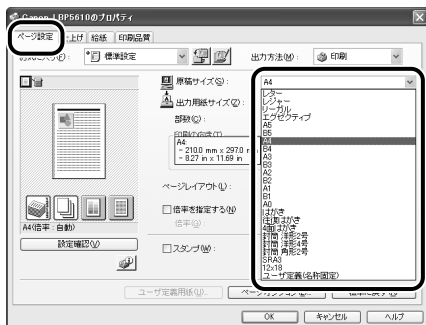 Canon LBP5610のプロパティ
ページ設定 上げ 給紙 印刷品質
標準設定
出力方法(M): 印刷
原稿サイズ(S): A4
出力用紙サイズ(Z):
部数(C):
印刷の向き(T)
A4:
- 210.0 mm x 297.0
- 8.27 in x 11.69 in
ページレイアウト(L):
倍率を指定する(N)
倍率(G):
スタンプ(W):
レター
レジャー
リーガル
エグゼクティブ
A5
B5
A4
B4
A3
B3
A2
B2
A1
B1
A0
はがき
往復はがき
4面はがき
封筒 洋形2号
封筒 洋形4号
封筒 角形2号
SRA3
12x18
ユーザ定義(名称固定)
A4(倍率:自動)
設定確認(V)
ユーザ定義用紙(U)...
OK キャンセル ヘルプ